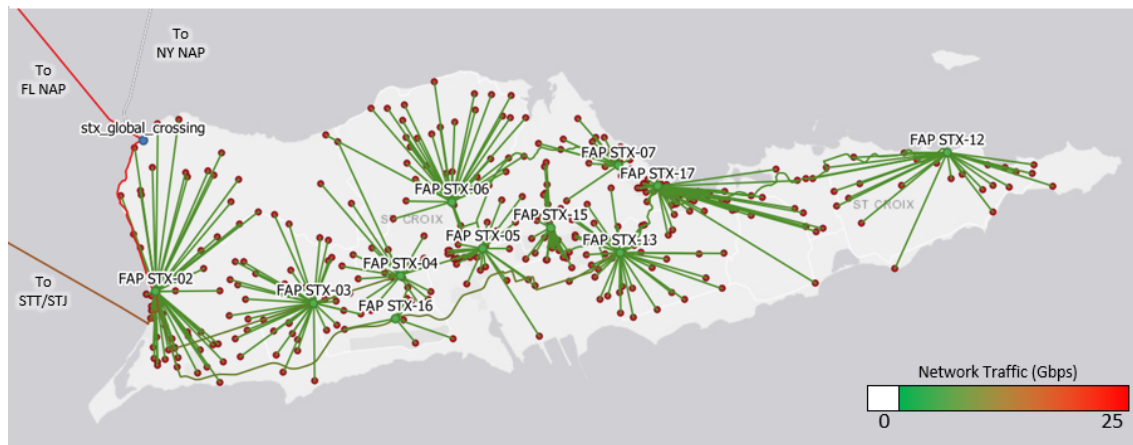 To
NY NAP
To
FL NAP
stx_global_crossing
FAP STX-12
FAP STX-07
FAP STX-17
FAP STX-06
ST CROIX
ST CROIX
FAP STX-15
FAP STX-05
FAP STX-13
FAP STX-04
FAP STX-02
To
STT/STJ
FAP STX-03
FAP STX-16
Network Traffic (Gbps)
0 25